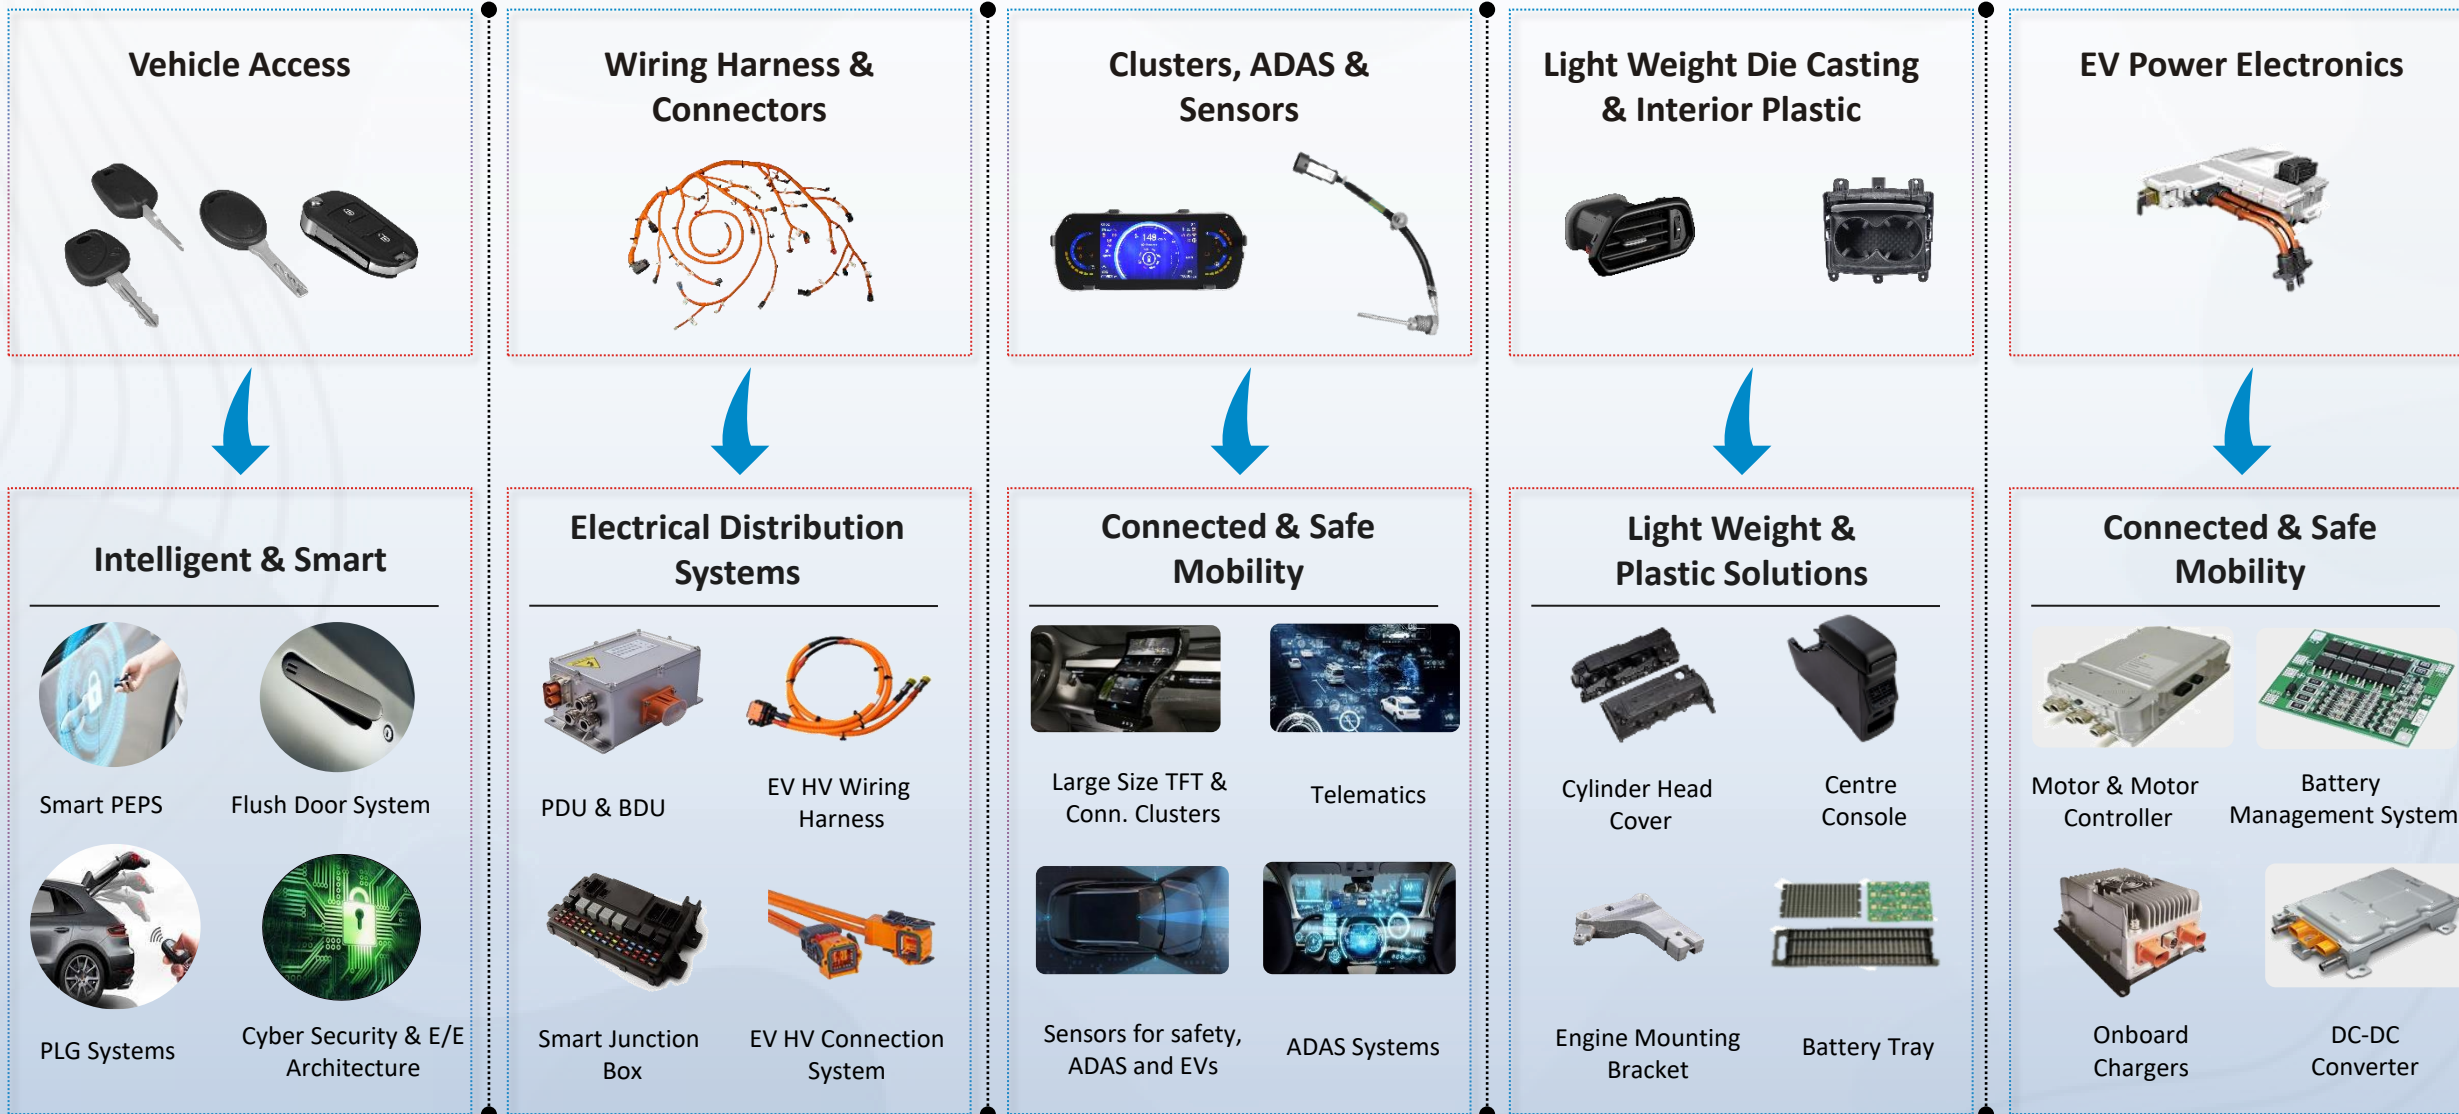 Vehicle Access
Wiring Harness &
Connectors
Clusters, ADAS &
Sensors
Light Weight Die Casting
& Interior Plastic
EV Power Electronics
Intelligent & Smart
Smart PEPS
Flush Door System
PLG Systems
Cyber Security & E/E
Architecture
Electrical Distribution
Systems
PDU & BDU
EV HV Wiring
Harness
Smart Junction
Box
EV HV Connection
System
Connected & Safe
Mobility
Large Size TFT &
Conn. Clusters
Telematics
Sensors for safety,
ADAS and EVs
ADAS Systems
Light Weight &
Plastic Solutions
Cylinder Head
Cover
Centre
Console
Engine Mounting
Bracket
Battery Tray
Connected & Safe
Mobility
Motor & Motor
Controller
Battery
Management System
Onboard
Chargers
DC-DC
Converter